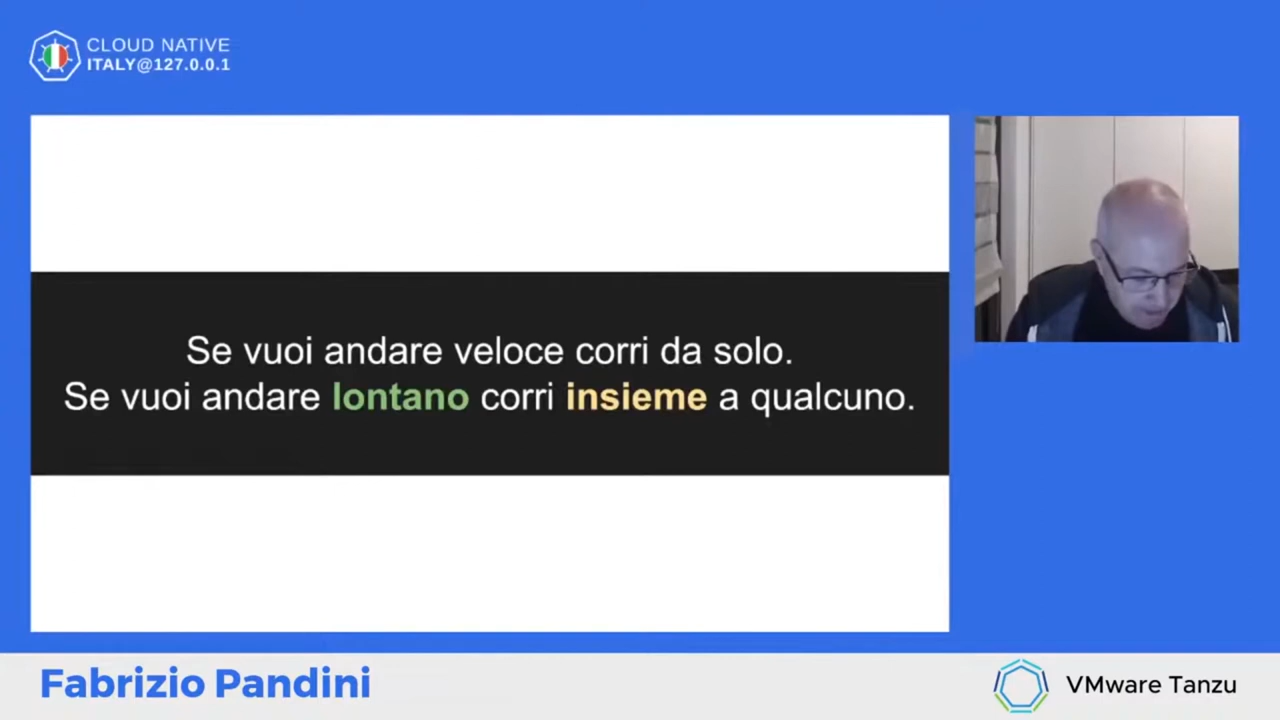 CLOUD NATIVE
ITALY@127.0.0.1
Se vuoi andare veloce corri da solo.
Se vuoi andare lontano corri insieme a qualcuno.
Fabrizio Pandini
VMware Tanzu